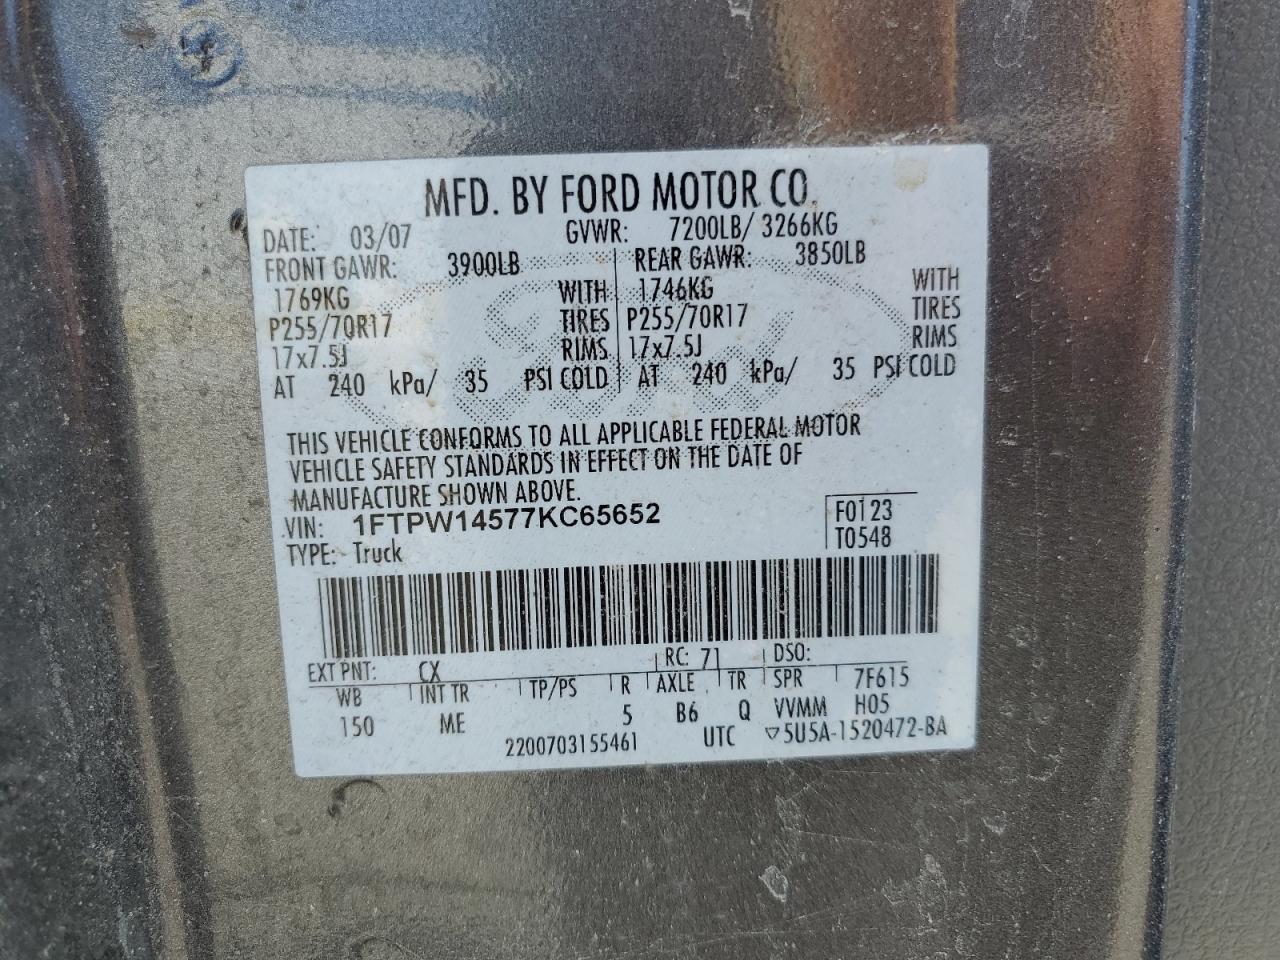 MFD. BY FORD MOTOR CO.
DATE: 03/07 GVWR: 7200LB/ 3266KG
FRONT GAWR: 3900LB REAR GAWR: 3850LB
1769KG WITH 1746KG WITH
P255/70R17 TIRES P255/70R17 TIRES
17x7.5J RIMS 17x7.5J RIMS
AT 240 kPa/ 35 PSI COLD AT 240 kPa/ 35 PSI COLD
THIS VEHICLE CONFORMS TO ALL APPLICABLE FEDERAL MOTOR
VEHICLE SAFETY STANDARDS IN EFFECT ON THE DATE OF
MANUFACTURE SHOWN ABOVE.
VIN: 1FTPW14577KC65652 F0123
TYPE: Truck T0548
EXT PNT: CX RC: 71 DSO:
WB INT TR TP/PS R AXLE TR SPR 7F615
150 ME 5 B6 Q VVMM H05
2200703155461 UTC ▽5U5A-1520472-BA